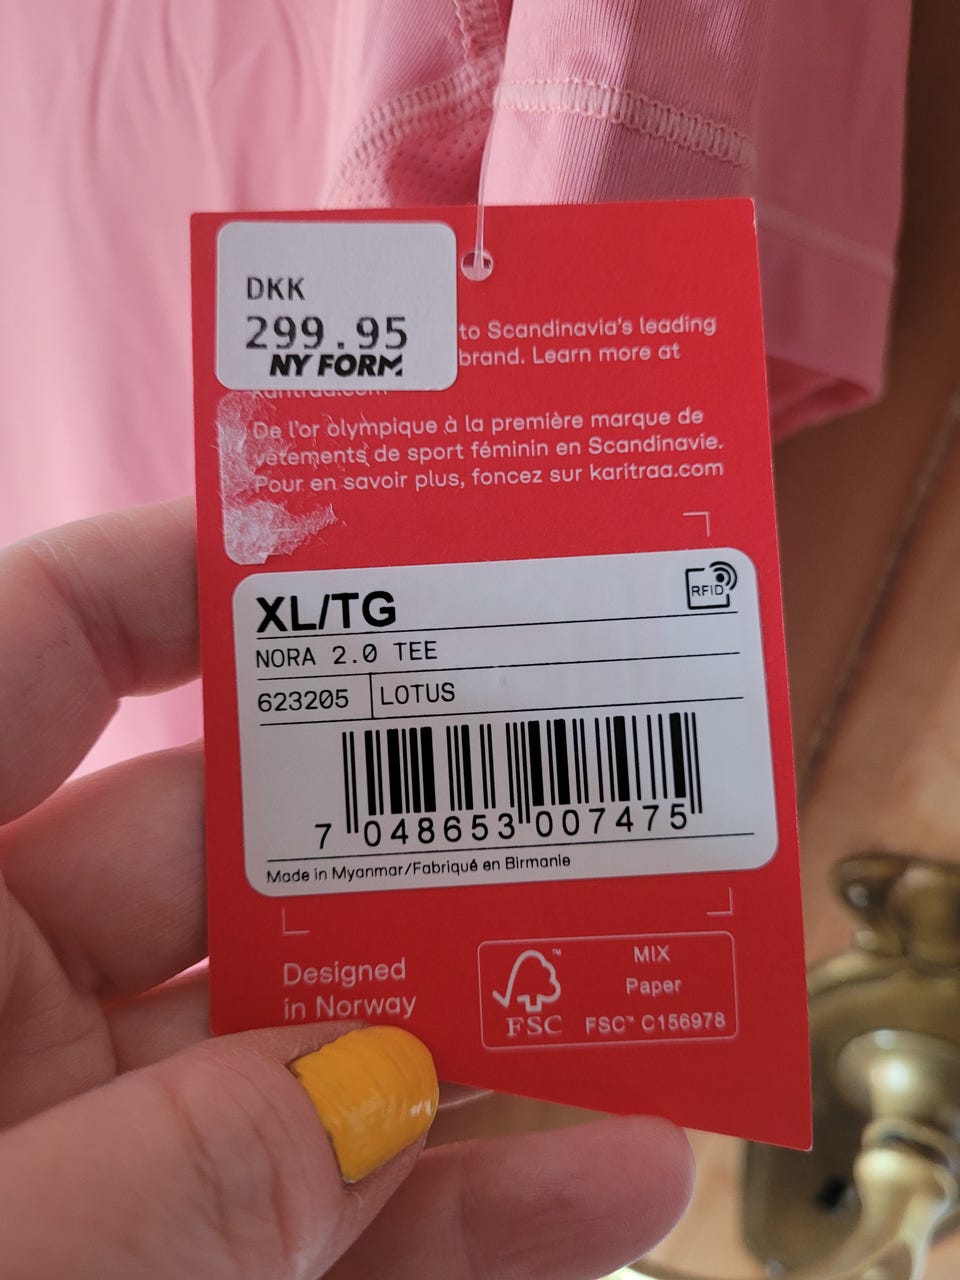 DKK
299.95
NY FORM
to Scandinavia's leading
brand. Learn more at
karitraa.com
De l'or olympique à la première marque de
vêtements de sport féminin en Scandinavie.
Pour en savoir plus, foncez sur karitraa.com
RFID
XL/TG
NORA 2.0 TEE
623205 LOTUS
7 048653 007475
Made in Myanmar/Fabriqué en Birmanie
Designed
in Norway
FSC™
MIX
Paper
FSC™ C156978